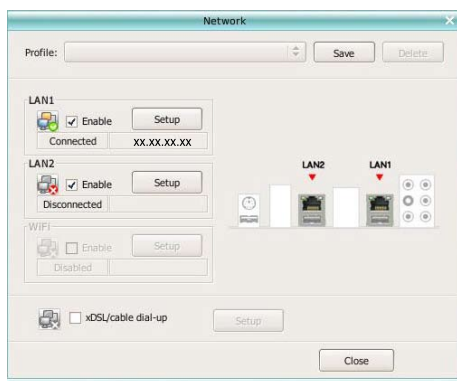 Network
Profile: Save Delete
LAN1
Enable Setup
Connected XX.XX.XX.XX
LAN2
Enable Setup
Disconnected
WiFi
Enable Setup
Disabled
LAN2 LAN1
xDSL/cable dial-up Setup
Close